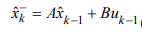 x̂ₖ⁻ = Ax̂ₖ₋₁ + Buₖ₋₁(